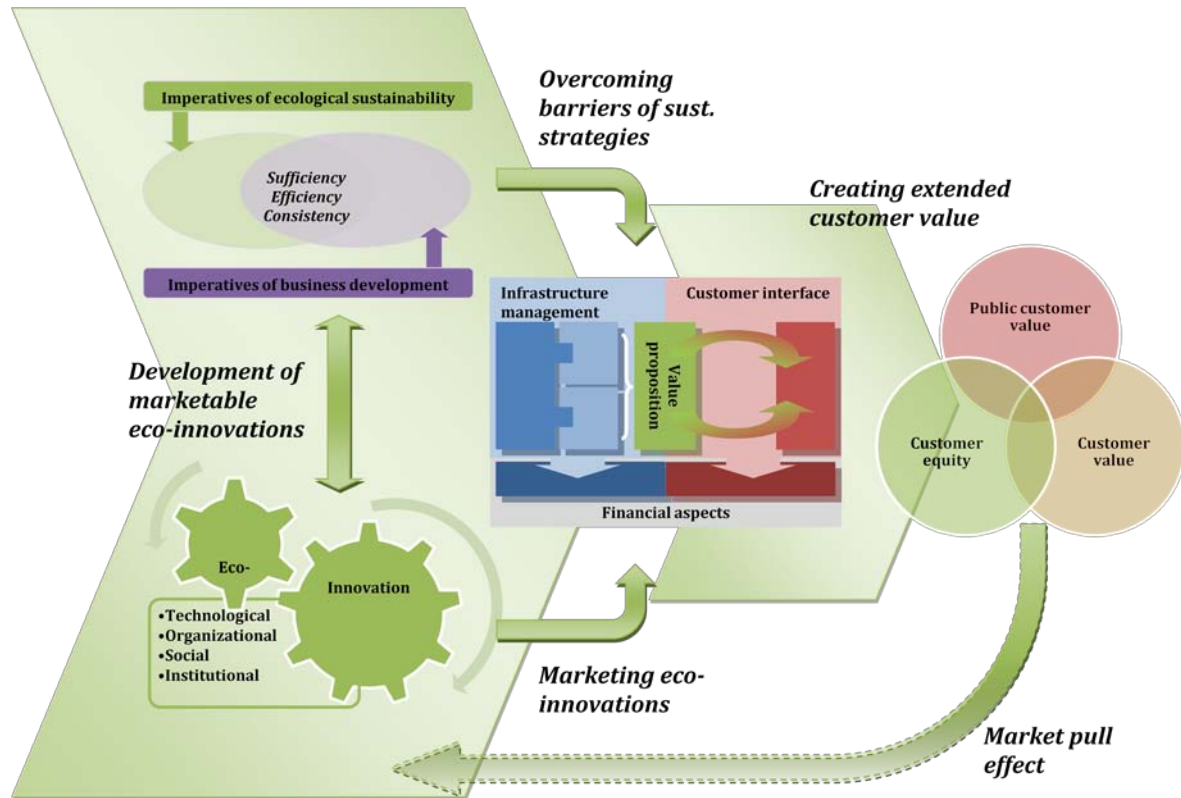 Imperatives of ecological sustainability
Sufficiency
Efficiency
Consistency
Imperatives of business development
Overcoming
barriers of sust.
strategies
Creating extended
customer value
Development of
marketable
eco-innovations
Infrastructure
management
Customer interface
Value
proposition
Financial aspects
Public customer
value
Customer
equity
Customer
value
Eco-
Innovation
•Technological
•Organizational
•Social
•Institutional
Marketing eco-
innovations
Market pull
effect